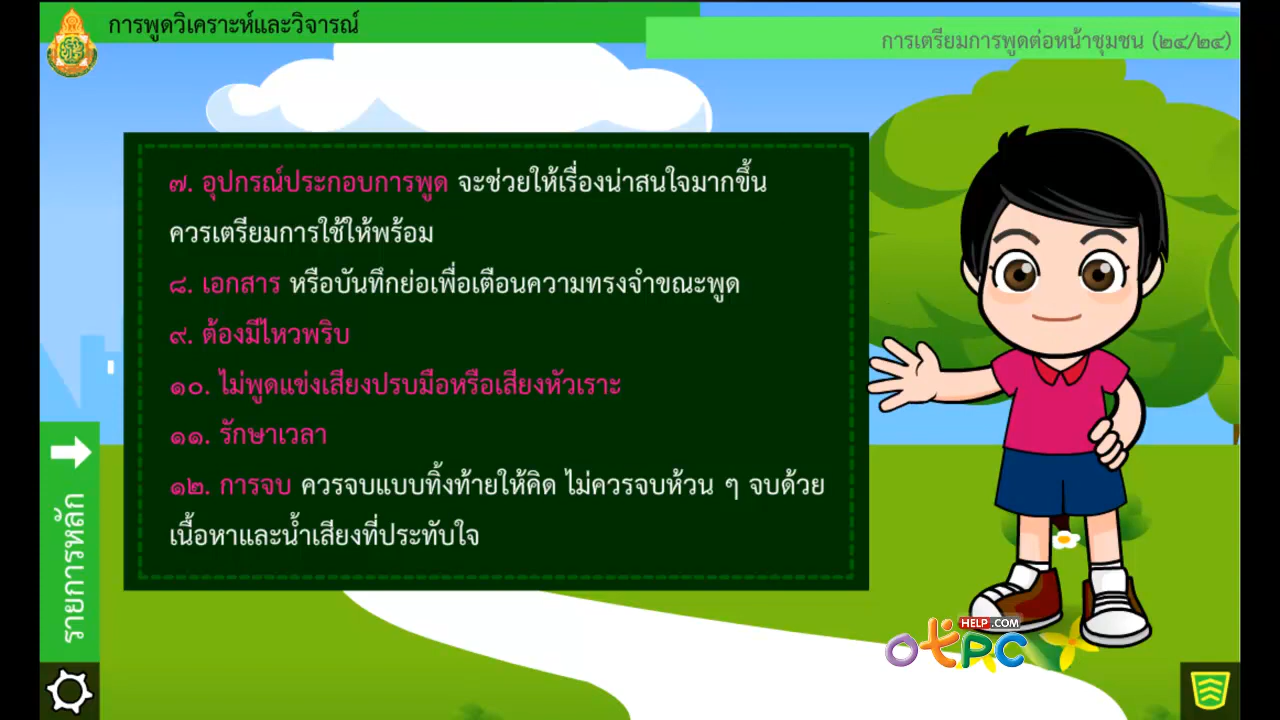 การพูดวิเคราะห์และวิจารณ์
การเตรียมการพูดต่อหน้าชุมชน (๒๔/๒๔)
๗. อุปกรณ์ประกอบการพูด จะช่วยให้เรื่องน่าสนใจมากขึ้น
ควรเตรียมการใช้ให้พร้อม
๘. เอกสาร หรือบันทึกย่อเพื่อเตือนความทรงจำขณะพูด
๙. ต้องมีไหวพริบ
๑๐. ไม่พูดแข่งเสียงปรบมือหรือเสียงหัวเราะ
๑๑. รักษาเวลา
๑๒. การจบ ควรจบแบบทิ้งท้ายให้คิด ไม่ควรจบห้วน ๆ จบด้วย
เนื้อหาและน้ำเสียงที่ประทับใจ
รายการหลัก
HELP .COM
otPC